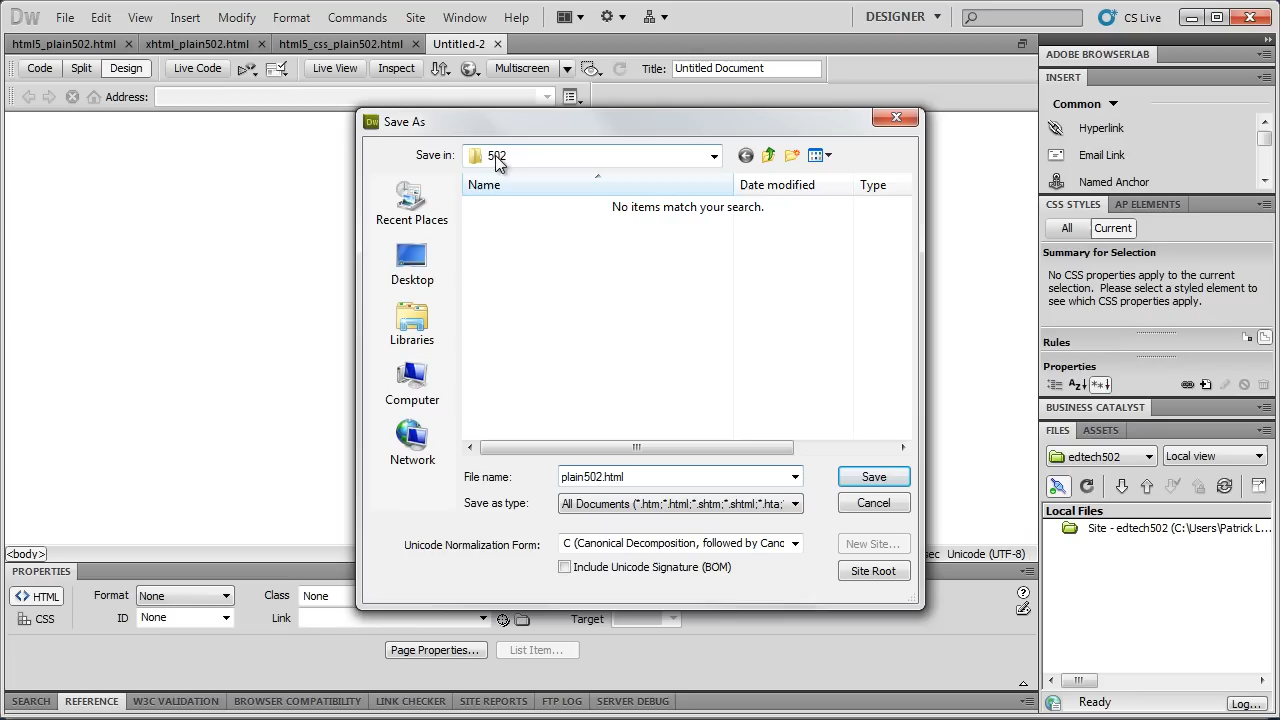 Dw File Edit View Insert Modify Format Commands Site Window Help DESIGNER CS Live
html5_plain502.html xhtml_plain502.html html5_css_plain502.html Untitled-2
Code Split Design Live Code Live View Inspect Multiscreen Title: Untitled Document
Address:
Save As
Save in: 502
Name Date modified Type
No items match your search.
Recent Places
Desktop
Libraries
Computer
Network
File name: plain502.html Save
Save as type: All Documents (*.htm;*.html;*.shtm;*.shtml;*.hta; Cancel
Unicode Normalization Form: C (Canonical Decomposition, followed by Canc New Site...
Include Unicode Signature (BOM) Site Root
ADOBE BROWSERLAB
INSERT
Common
Hyperlink
Email Link
Named Anchor
CSS STYLES AP ELEMENTS
All Current
Summary for Selection
No CSS properties apply to the current
selection. Please select a styled element to
see which CSS properties apply.
Rules
Properties
BUSINESS CATALYST
FILES ASSETS
edtech502 Local view
Local Files
Site - edtech502 (C:\Users\Patrick L...
Ready Log...
<body> sec Unicode (UTF-8)
PROPERTIES
HTML Format None Class None
CSS ID None Link Target
Page Properties... List Item...
SEARCH REFERENCE W3C VALIDATION BROWSER COMPATIBILITY LINK CHECKER SITE REPORTS FTP LOG SERVER DEBUG